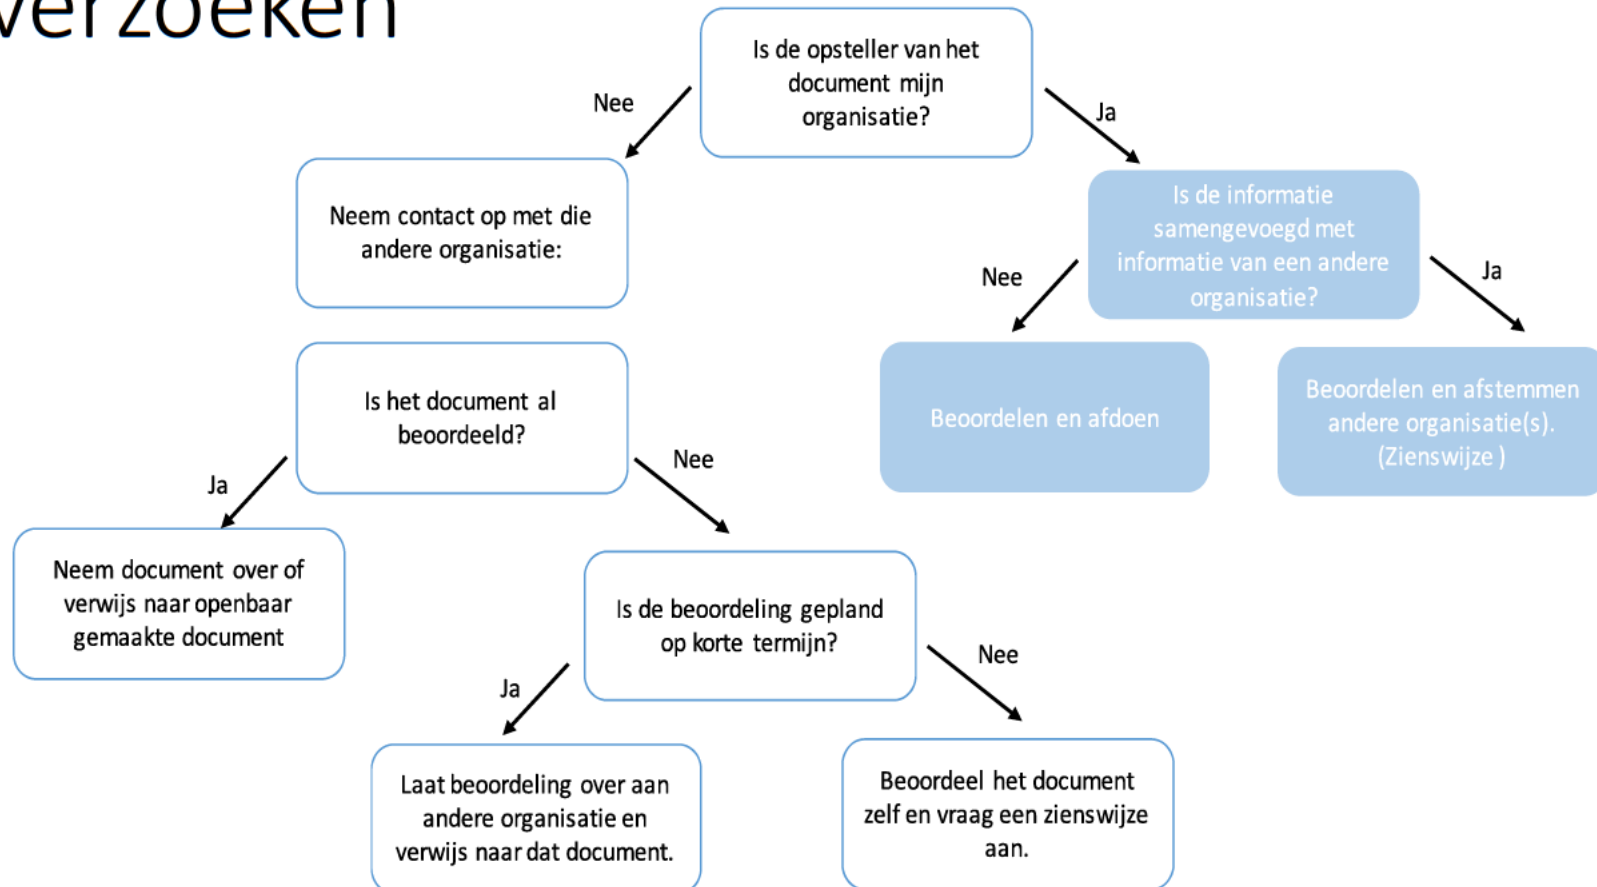 verzoeken
Is de opsteller van het
document mijn
organisatie?
Nee
Ja
Neem contact op met die
andere organisatie:
Is de informatie
samengevoegd met
informatie van een andere
organisatie?
Nee
Ja
Is het document al
beoordeeld?
Beoordelen en afdoen
Beoordelen en afstemmen
andere organisatie(s).
(Zienswijze )
Ja
Nee
Neem document over of
verwijs naar openbaar
gemaakte document
Is de beoordeling gepland
op korte termijn?
Ja
Nee
Laat beoordeling over aan
andere organisatie en
verwijs naar dat document.
Beoordeel het document
zelf en vraag een zienswijze
aan.